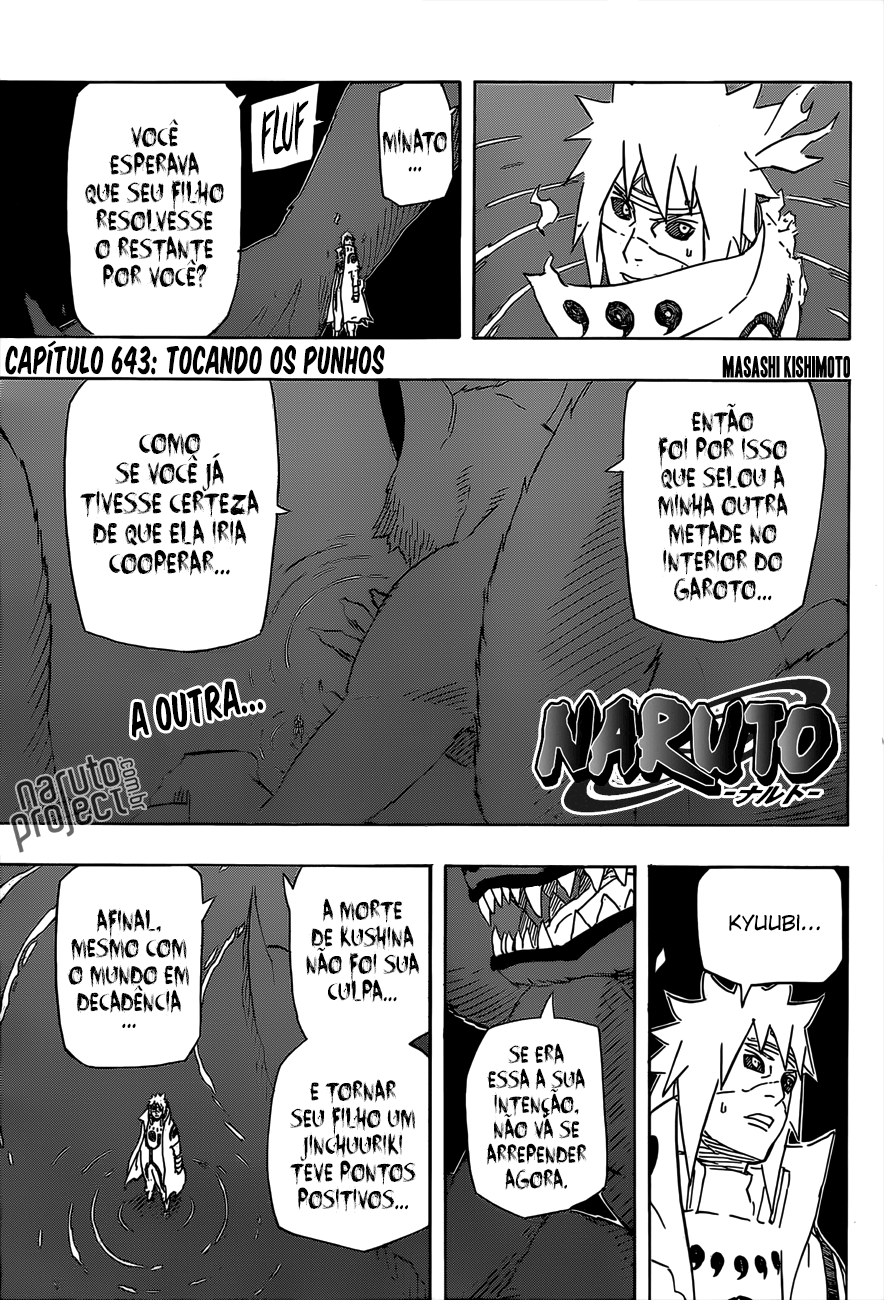 MINATO
...
FLUF
VOCÊ
ESPERAVA
QUE SEU FILHO
RESOLVESSE
O RESTANTE
POR VOCÊ?
CAPÍTULO 643: TOCANDO OS PUNHOS
MASASHI KISHIMOTO
ENTÃO
FOI POR ISSO
QUE SELOU A
MINHA OUTRA
METADE NO
INTERIOR DO
GAROTO...
COMO
SE VOCÊ JÁ
TIVESSE CERTEZA
DE QUE ELA IRIA
COOPERAR...
A OUTRA...
NARUTO
-ナルト-
naruto
project.com.br
KYUUBI...
SE ERA
ESSA A SUA
INTENÇÃO,
NÃO VÁ SE
ARREPENDER
AGORA.
A MORTE
DE KUSHINA
NÃO FOI SUA
CULPA...
E TORNAR
SEU FILHO UM
JINCHUURIKI
TEVE PONTOS
POSITIVOS...
AFINAL,
MESMO COM
O MUNDO EM
DECADÊNCIA
...